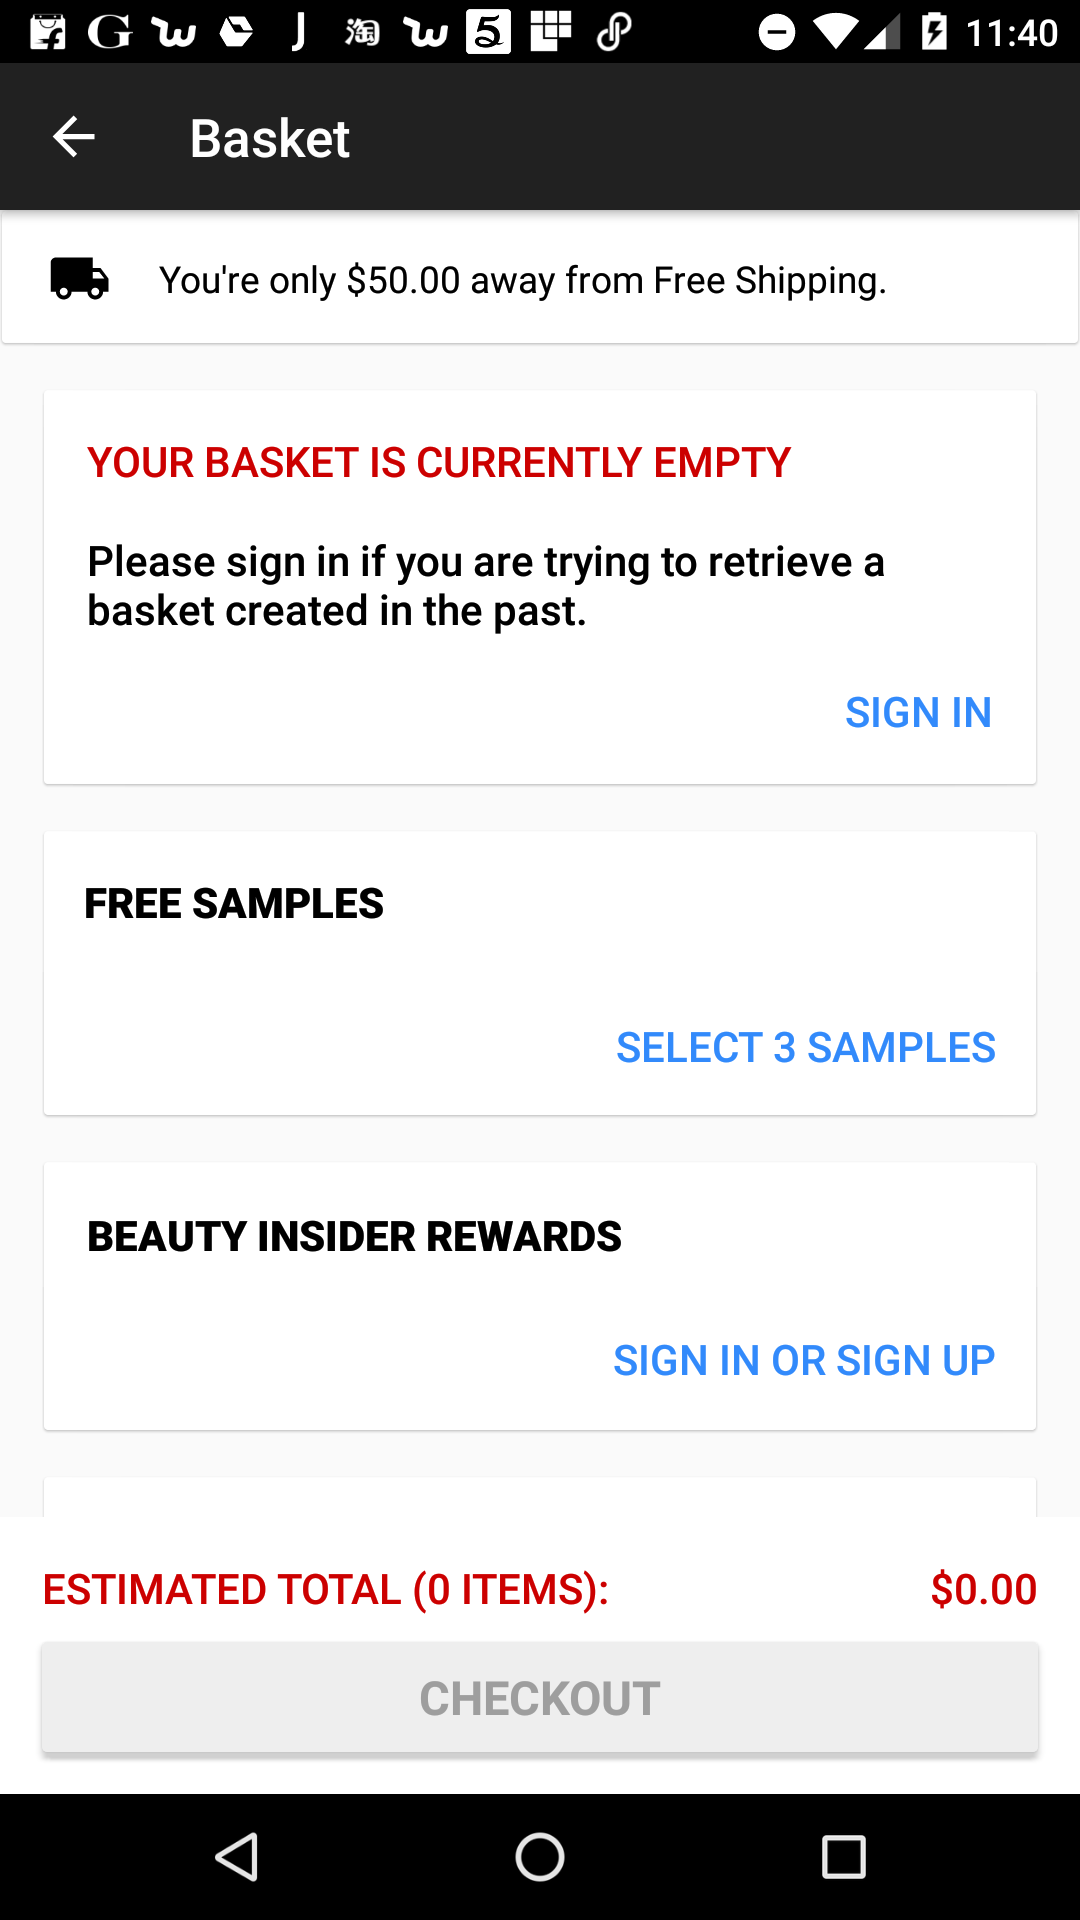 11:40
Basket
You're only $50.00 away from Free Shipping.
YOUR BASKET IS CURRENTLY EMPTY
Please sign in if you are trying to retrieve a
basket created in the past.
SIGN IN
FREE SAMPLES
SELECT 3 SAMPLES
BEAUTY INSIDER REWARDS
SIGN IN OR SIGN UP
ESTIMATED TOTAL (0 ITEMS): $0.00
CHECKOUT